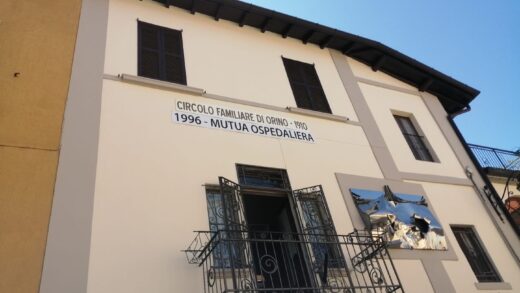 CIRCOLO FAMILIARE DI ORINO - 1910
1996 - MUTUA OSPEDALIERA